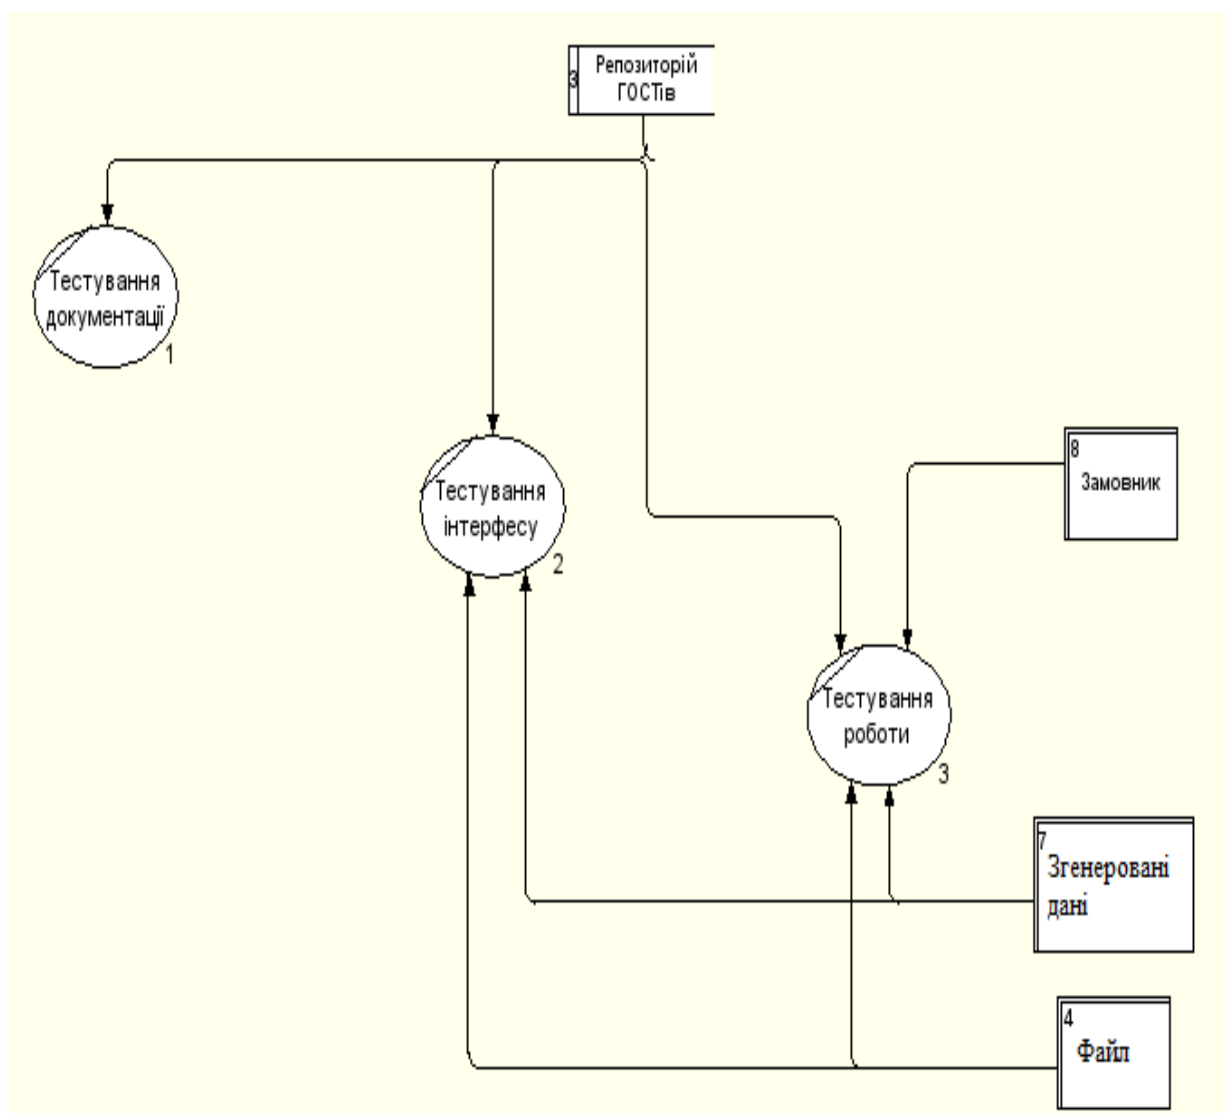 3
Репозиторій
ГОСТів
Тестування
документації
1
Тестування
інтерфесу
2
8
Замовник
Тестування
роботи
3
7
Згенеровані
дані
4
Файл